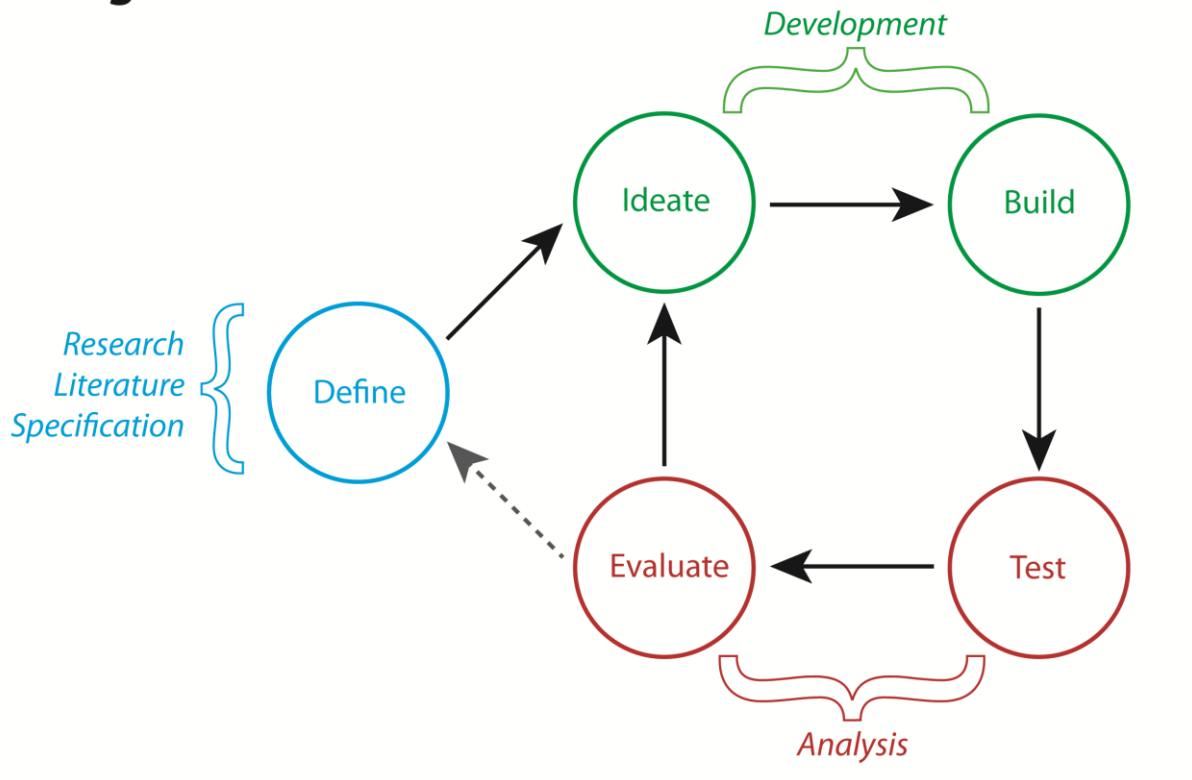 Development
Ideate
Build
Research
Literature
Specification
Define
Evaluate
Test
Analysis